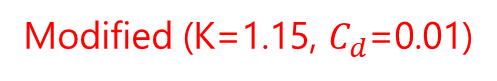 Modified (K=1.15, C_d=0.01)